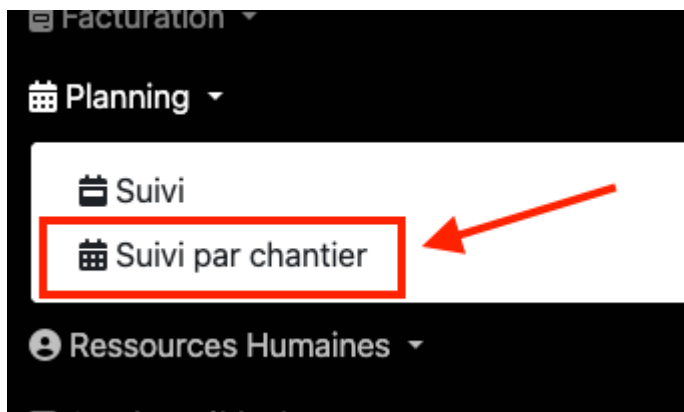 Facturation
Planning
Suivi
Suivi par chantier
Ressources Humaines